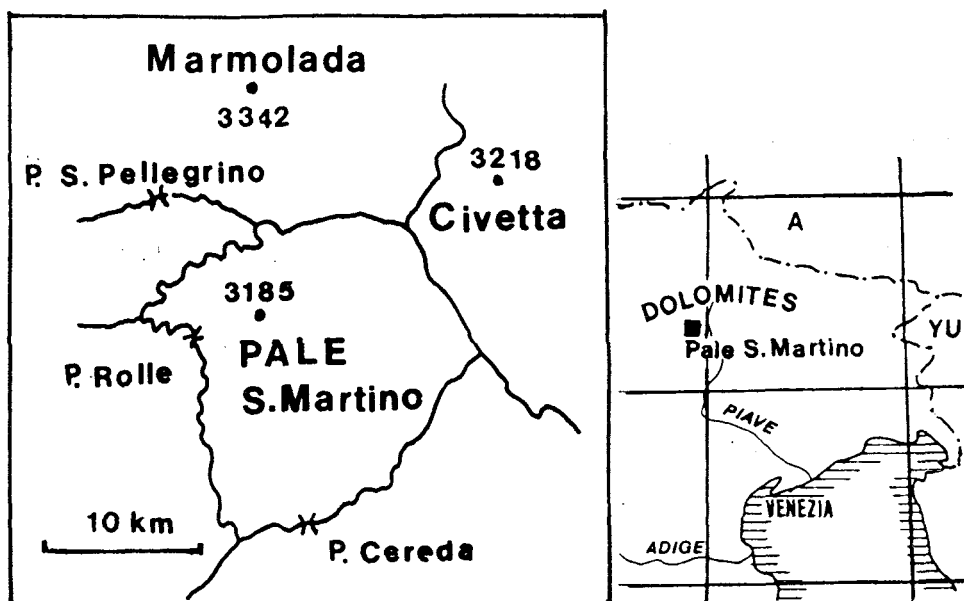 Marmolada
3342
P. S. Pellegrino
3218
Civetta
3185
PALE
S.Martino
P. Rolle
10 km
P. Cereda
A
DOLOMITES
YU
Pale S.Martino
PIAVE
VENEZIA
ADIGE